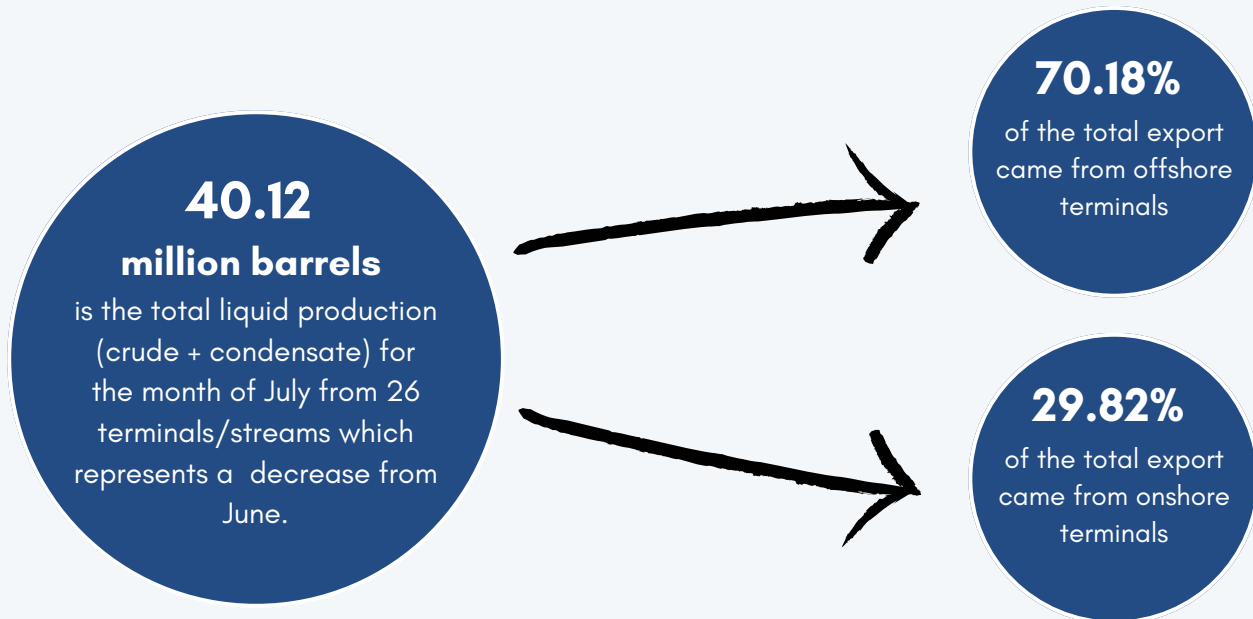 40.12
million barrels
is the total liquid production
(crude + condensate) for
the month of July from 26
terminals/streams which
represents a  decrease from
June.
70.18%
of the total export
came from offshore
terminals
29.82%
of the total export
came from onshore
terminals